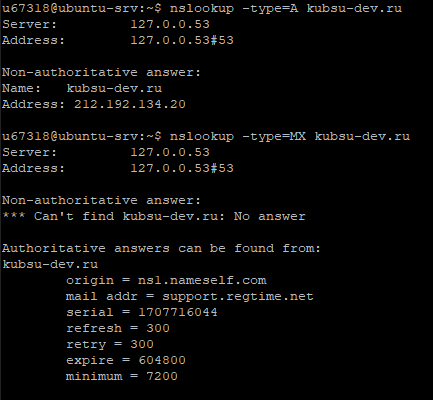 u67318@ubuntu-srv:~$ nslookup -type=A kubsu-dev.ru
Server:         127.0.0.53
Address:        127.0.0.53#53
Non-authoritative answer:
Name:   kubsu-dev.ru
Address: 212.192.134.20
u67318@ubuntu-srv:~$ nslookup -type=MX kubsu-dev.ru
Server:         127.0.0.53
Address:        127.0.0.53#53
Non-authoritative answer:
*** Can't find kubsu-dev.ru: No answer
Authoritative answers can be found from:
kubsu-dev.ru
        origin = ns1.nameself.com
        mail addr = support.regtime.net
        serial = 1707716044
        refresh = 300
        retry = 300
        expire = 604800
        minimum = 7200